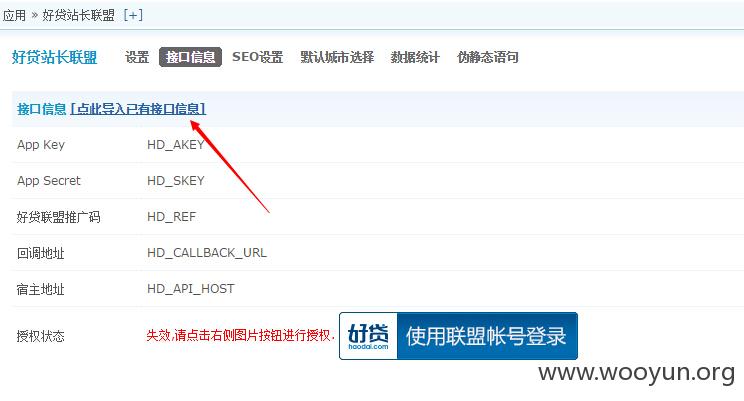 应用 » 好贷站长联盟 [+]
好贷站长联盟 设置 接口信息 SEO设置 默认城市选择 数据统计 伪静态语句
接口信息 [点此导入已有接口信息]
App Key HD_AKEY
App Secret HD_SKEY
好贷联盟推广码 HD_REF
回调地址 HD_CALLBACK_URL
宿主地址 HD_API_HOST
授权状态 失效,请点击右侧图片按钮进行授权. 好贷 haodai.com 使用联盟帐号登录
www.wooyun.org